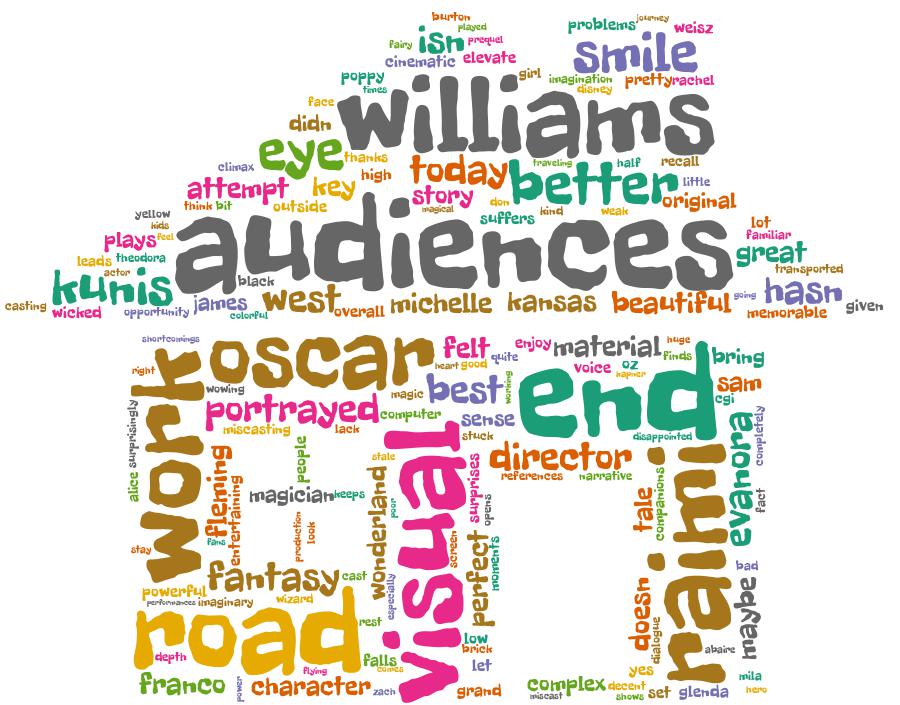 burton
played
problems
journey
weisz
fairy
isn
prequel
smile
cinematic
elevate
poppy
times
girl
imagination
disney
pretty
rachel
face
williams
didn
eye
thanks
today
traveling
half
recall
climax
high
better
little
attempt
key
story
original
think
bit
outside
magical
don
suffers
kind
weak
yellow
kids
audiences
lot
familiar
plays
feel
great
leads
theodora
actor
transported
kunis
black
going
hasn
casting
wicked
opportunity
james
colorful
west
overall
michelle
kansas
beautiful
memorable
given
shortcomings
work
oscar
felt
quite
enjoy
material
huge
finds
bring
right
heart
good
voice
oz
kapner
wowing
magic
best
working
end
sam
cgi
portrayed
computer
sense
miscasting
lack
stuck
disappointed
surprisingly
alice
people
visual
director
references
narrative
evanora
completely
fleming
entertaining
fans
stale
magician
keeps
wonderland
poor
surprises
opens
tale
companions
raimi
fact
production
look
screen
perfect
moments
stay
fantasy
cast
especially
bad
powerful
performances
imaginary
wizard
doesn
dialogue
maybe
road
rest
low
brick
abaire
depth
flying
falls
comes
let
yes
mila
franco
power
character
zach
grand
complex
decent
miscast
shows
set
glenda
hero